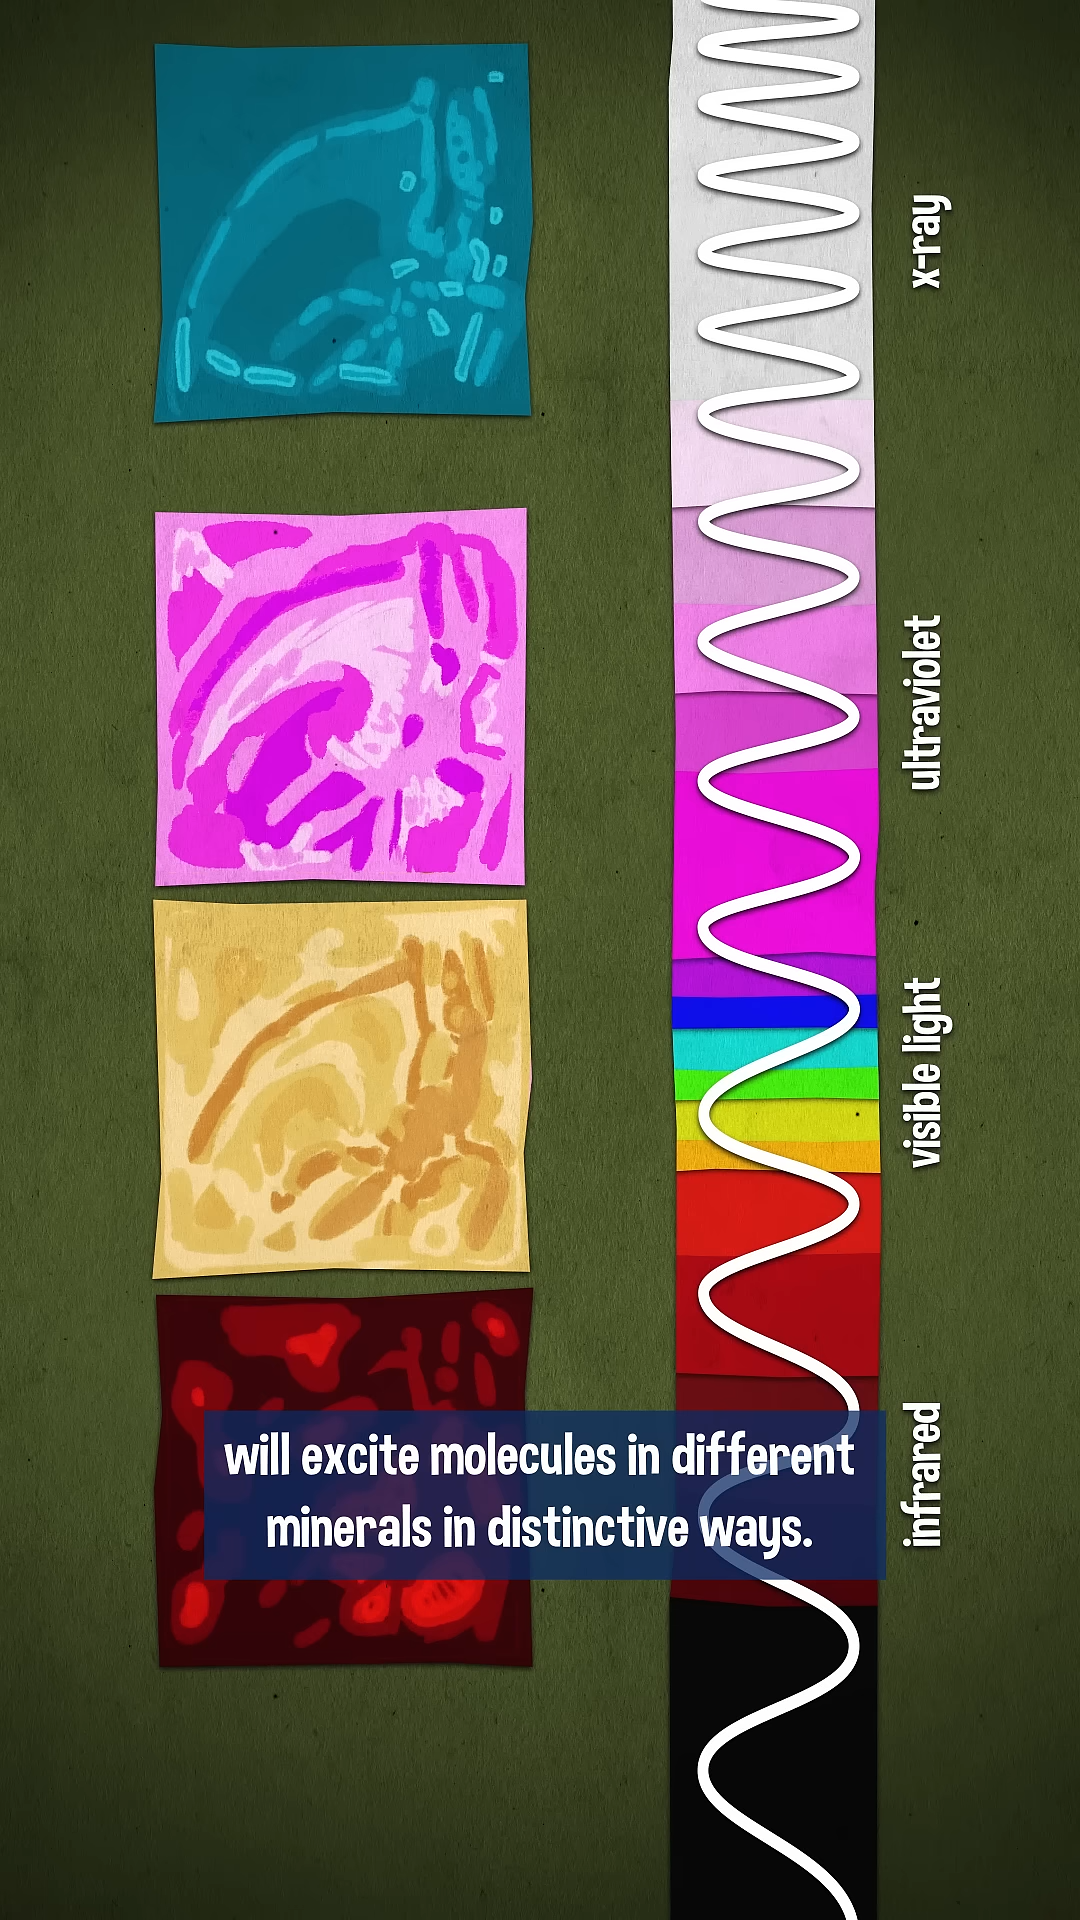 x-ray
ultraviolet
visible light
infrared
will excite molecules in different
minerals in distinctive ways.